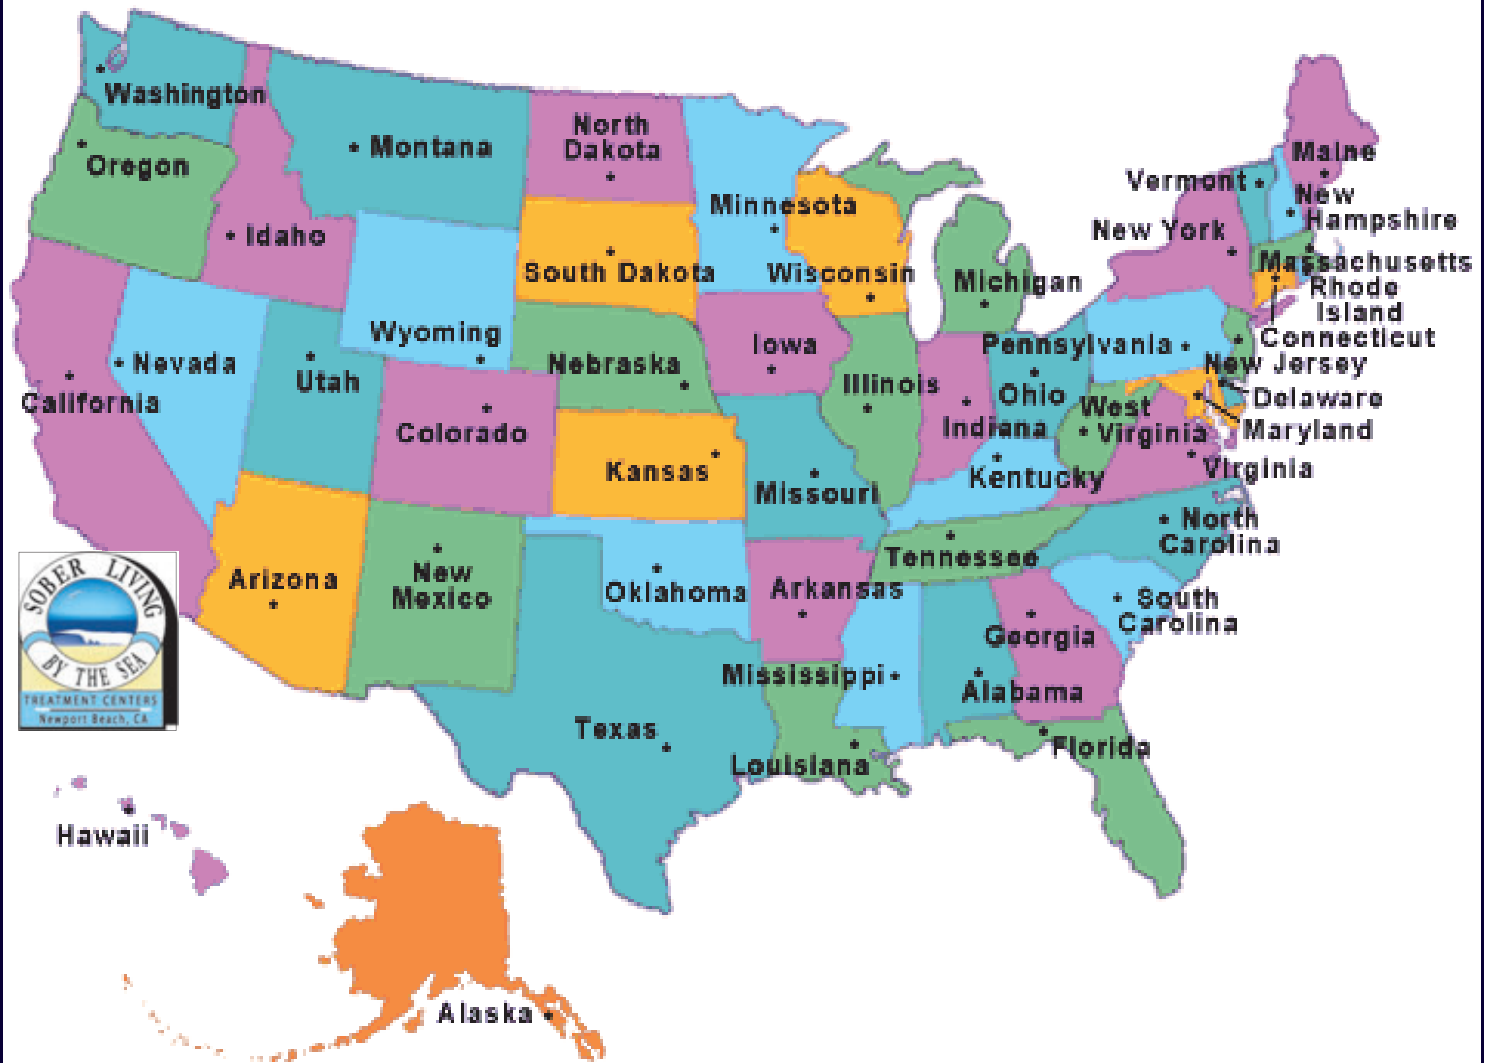 Washington
Oregon
Montana
Idaho
North
Dakota
Minnesota
South Dakota
Wisconsin
Michigan
Vermont
Maine
New
Hampshire
New York
Massachusetts
Rhode
Island
Connecticut
New Jersey
Delaware
Maryland
Wyoming
Nevada
Utah
California
Colorado
Nebraska
Iowa
Illinois
Indiana
Ohio
Pennsylvania
West
Virginia
Virginia
Kansas
Missouri
Kentucky
North
Carolina
Tennessee
South
Carolina
Arizona
New
Mexico
Oklahoma
Arkansas
Georgia
Mississippi
Alabama
Texas
Louisiana
Florida
SOBER LIVING
BY THE SEA
TREATMENT CENTERS
Newport Beach, CA
Hawaii
Alaska